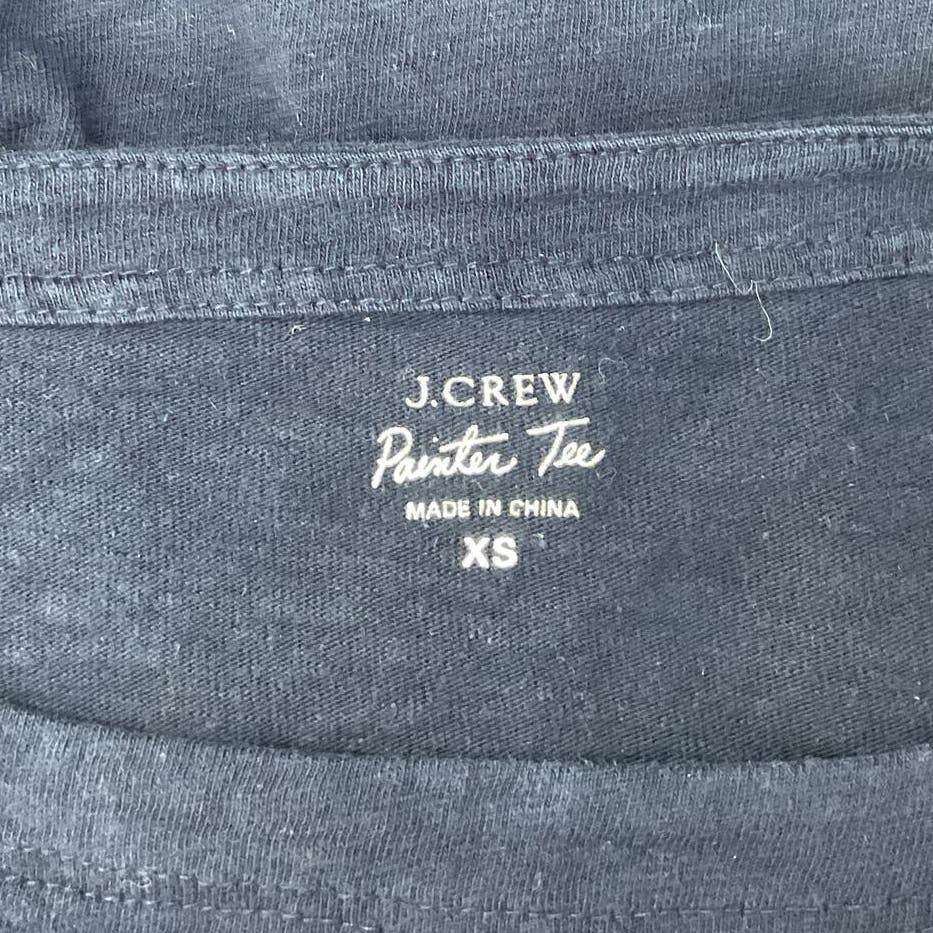 J.CREW
Painter Tee
MADE IN CHINA
XS